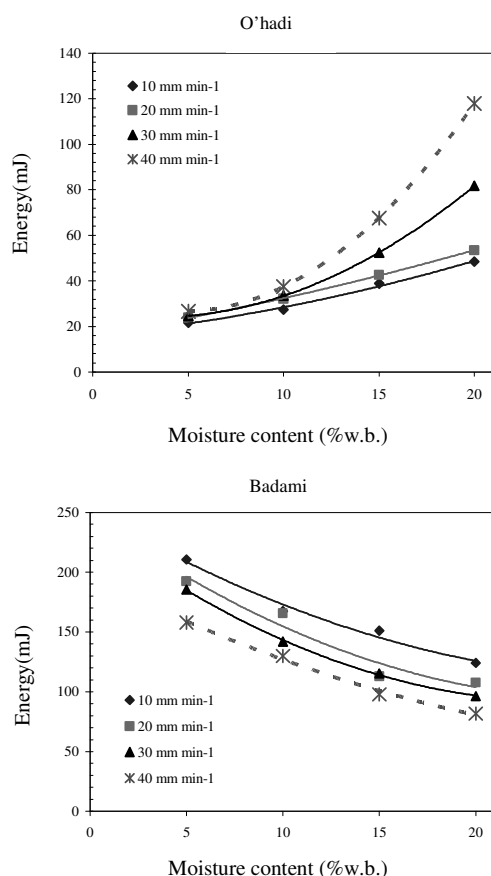 O’hadi
140
120
100
80
60
40
20
0
Energy(mJ)
10 mm min-1
20 mm min-1
30 mm min-1
40 mm min-1
0 5 10 15 20
Moisture content (%w.b.)
Badami
250
200
150
100
50
0
Energy(mJ)
10 mm min-1
20 mm min-1
30 mm min-1
40 mm min-1
0 5 10 15 20
Moisture content (%w.b.)